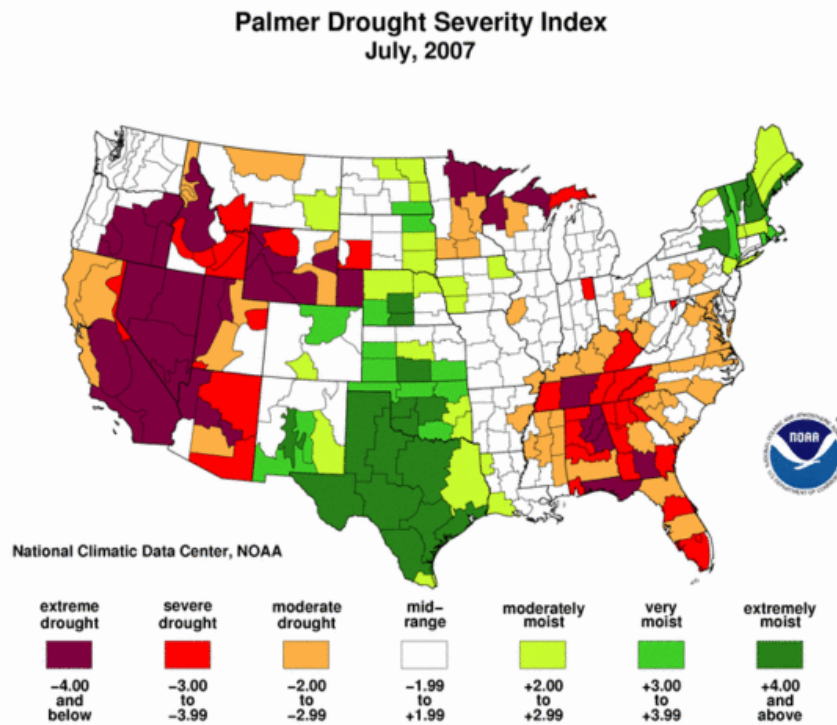 Palmer Drought Severity Index
July, 2007
NOAA
National Climatic Data Center, NOAA
extreme drought
severe drought
moderate drought
mid-range
moderately moist
very moist
extremely moist
-4.00 and below
-3.00 to -3.99
-2.00 to -2.99
-1.99 to +1.99
+2.00 to +2.99
+3.00 to +3.99
+4.00 and above